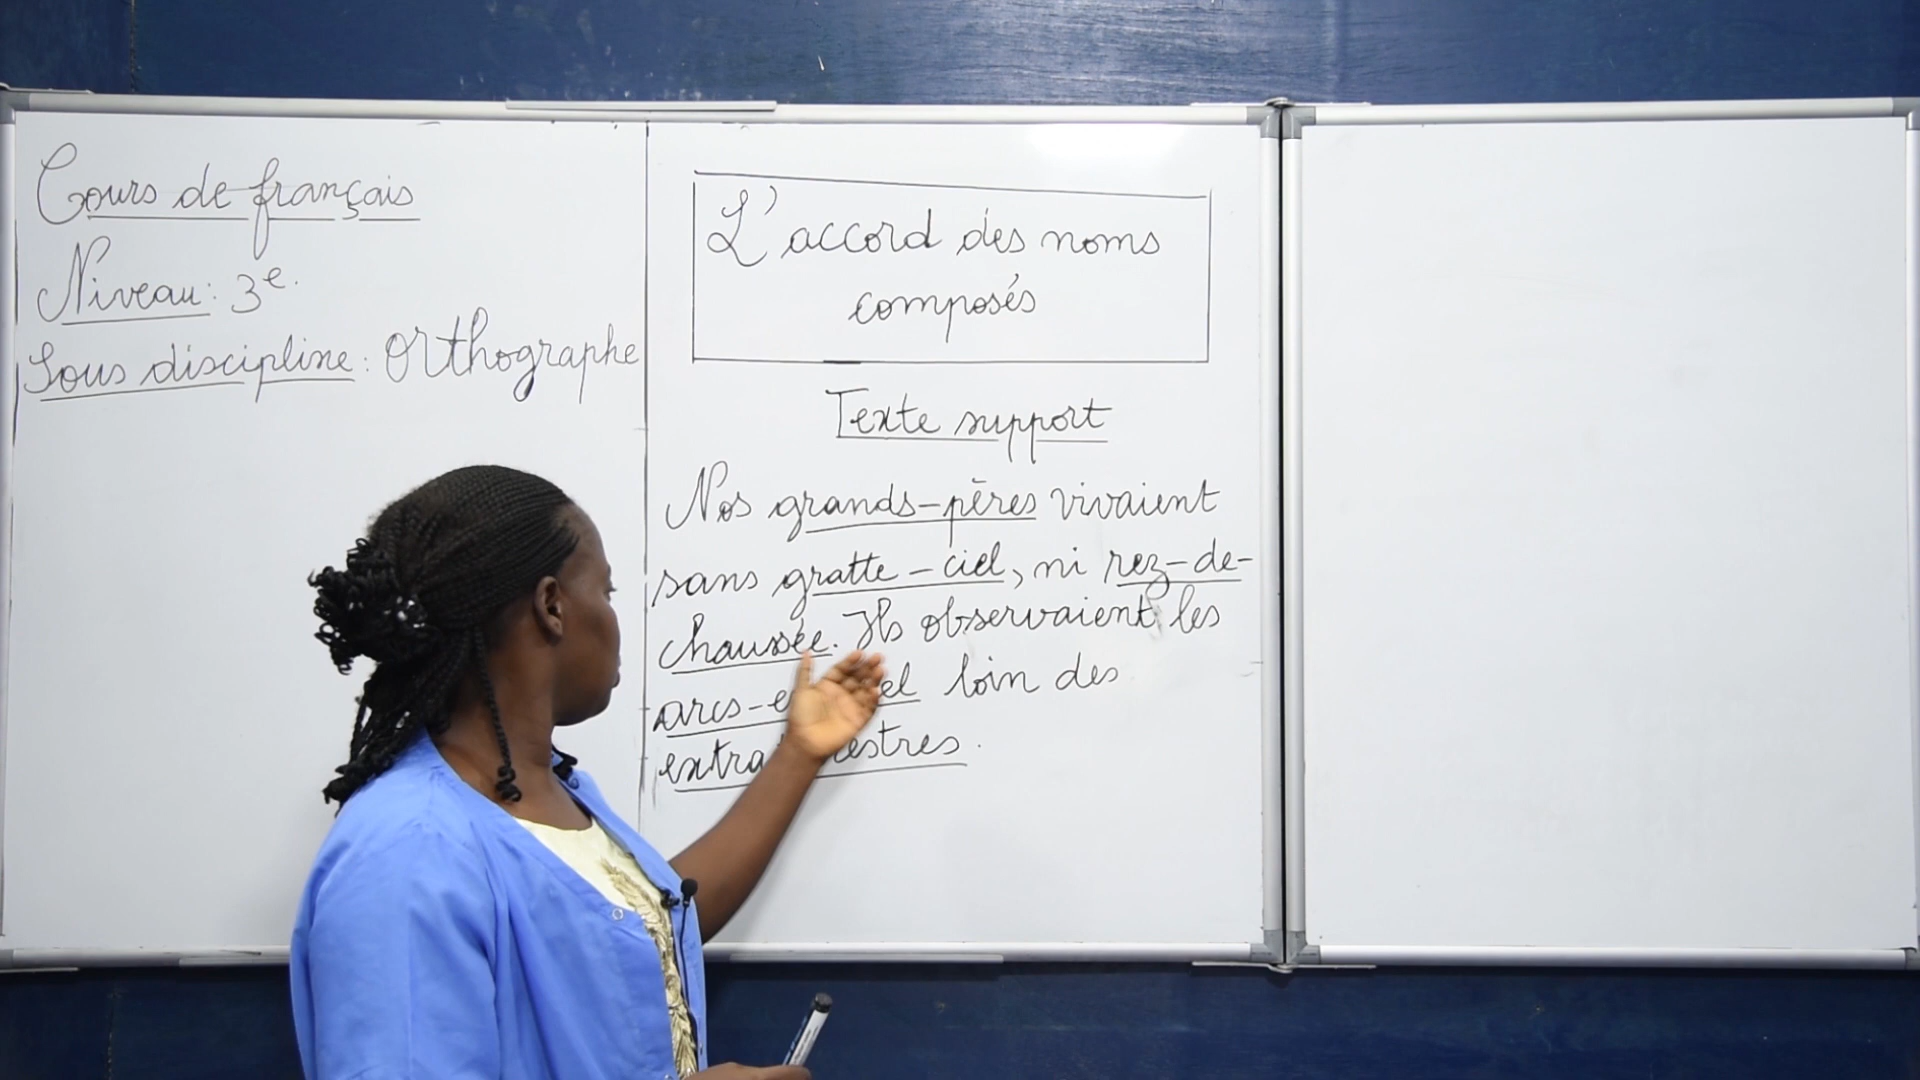 Cours de français
Niveau: 3e.
Sous discipline: Orthographe
L'accord des noms
composés
Texte support
Nos grands-pères vivaient
sans gratte-ciel, ni rez-de-
chaussée. Ils observaient les
loin des